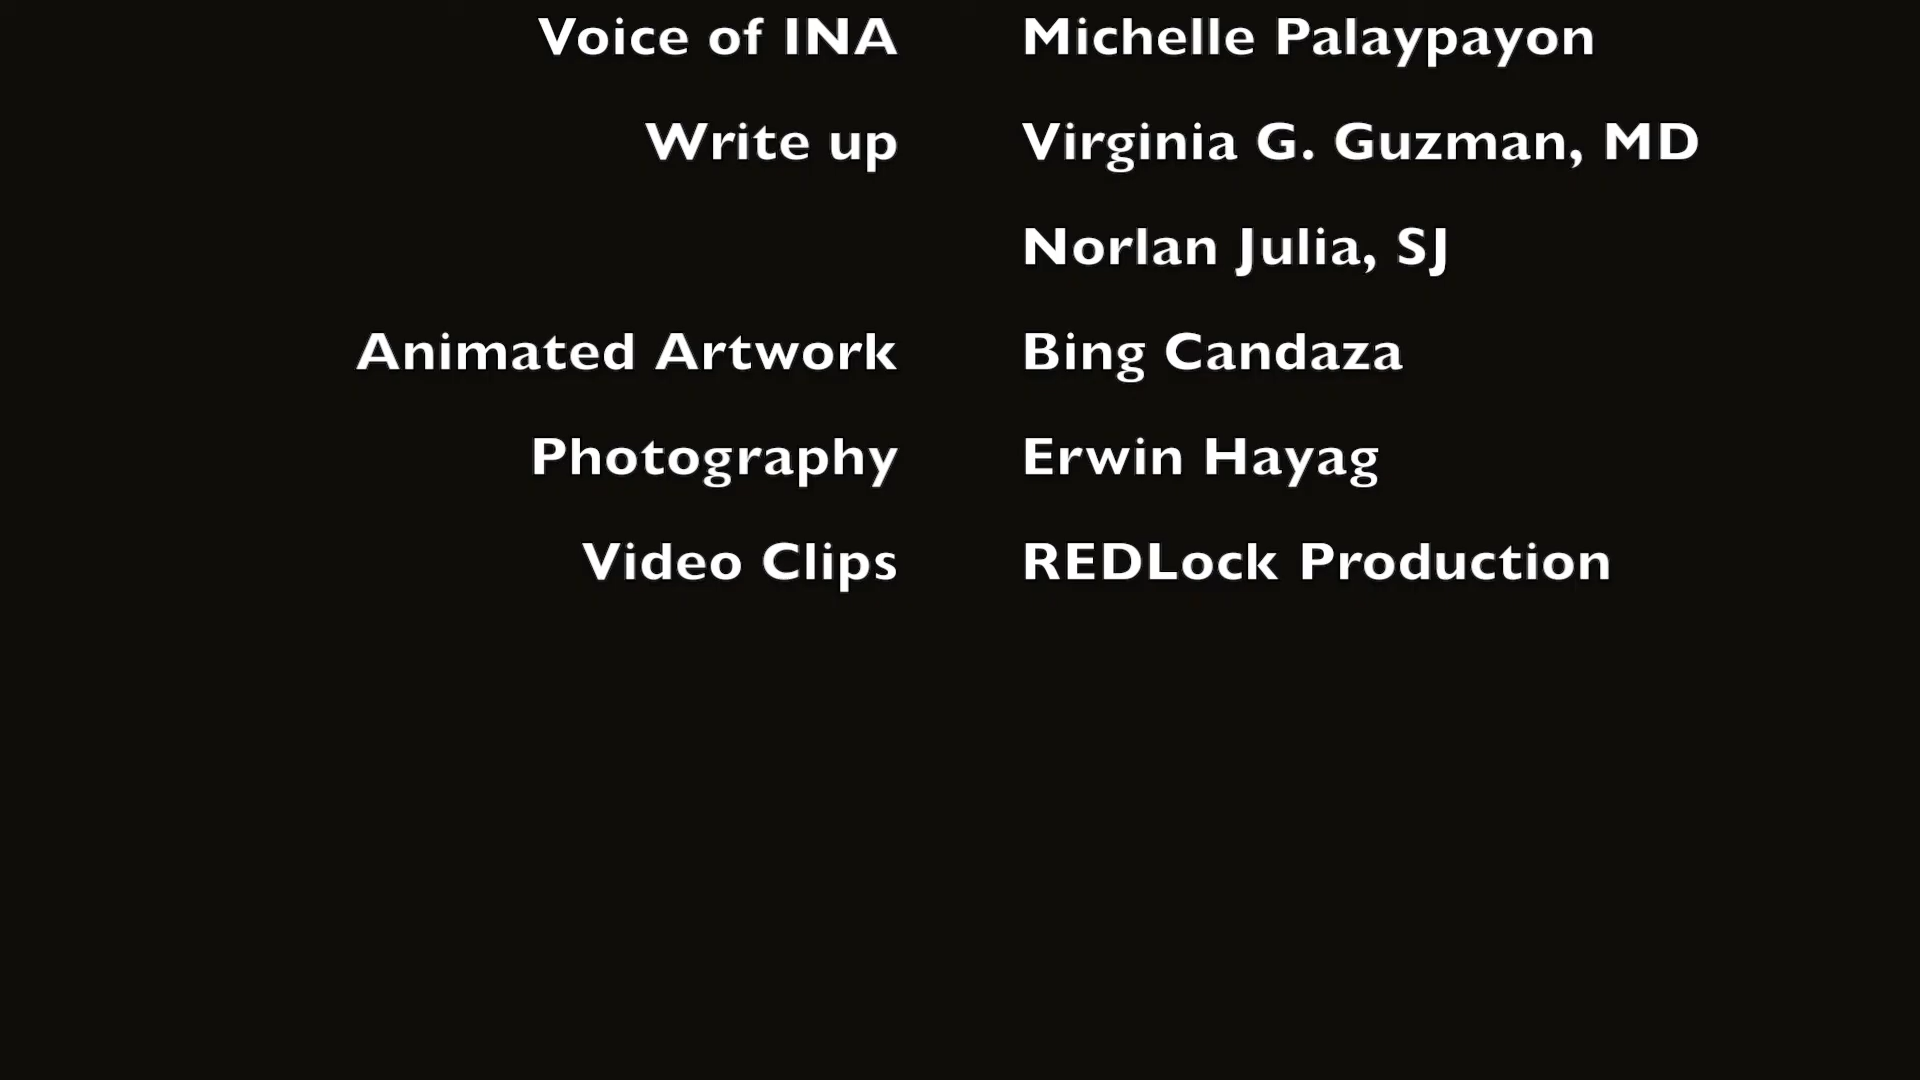 Voice of INA Michelle Palaypayon
Write up Virginia G. Guzman, MD
Norlan Julia, SJ
Animated Artwork Bing Candaza
Photography Erwin Hayag
Video Clips REDLock Production